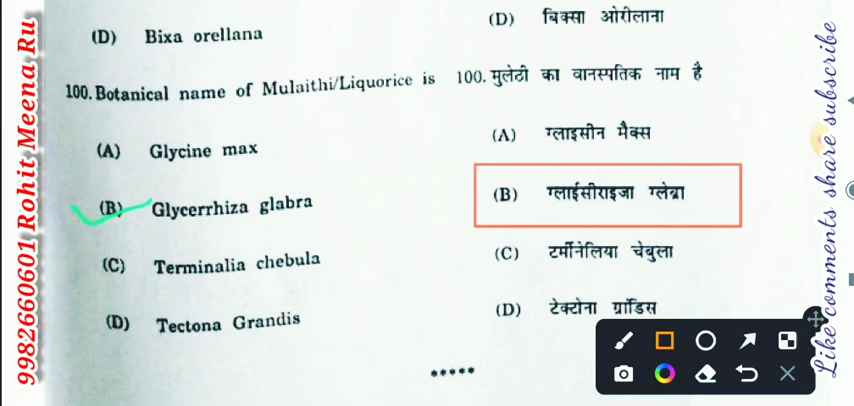 (D) Bixa orellana
100. Botanical name of Mulaithi/Liquorice is
(A) Glycine max
(B) Glycerrhiza glabra
(C) Terminalia chebula
(D) Tectona Grandis
(D) बिक्सा ओरीलाना
100. मुलेठी का वानस्पतिक नाम है
(A) ग्लाइसीन मैक्स
(B) ग्लाईसीराइजा ग्लेब्रा
(C) टर्मीनेलिया चेबुला
(D) टेक्टोना ग्रांडिस
*****
9982660601 Rohit Meena Ru
Like comments share subscribe